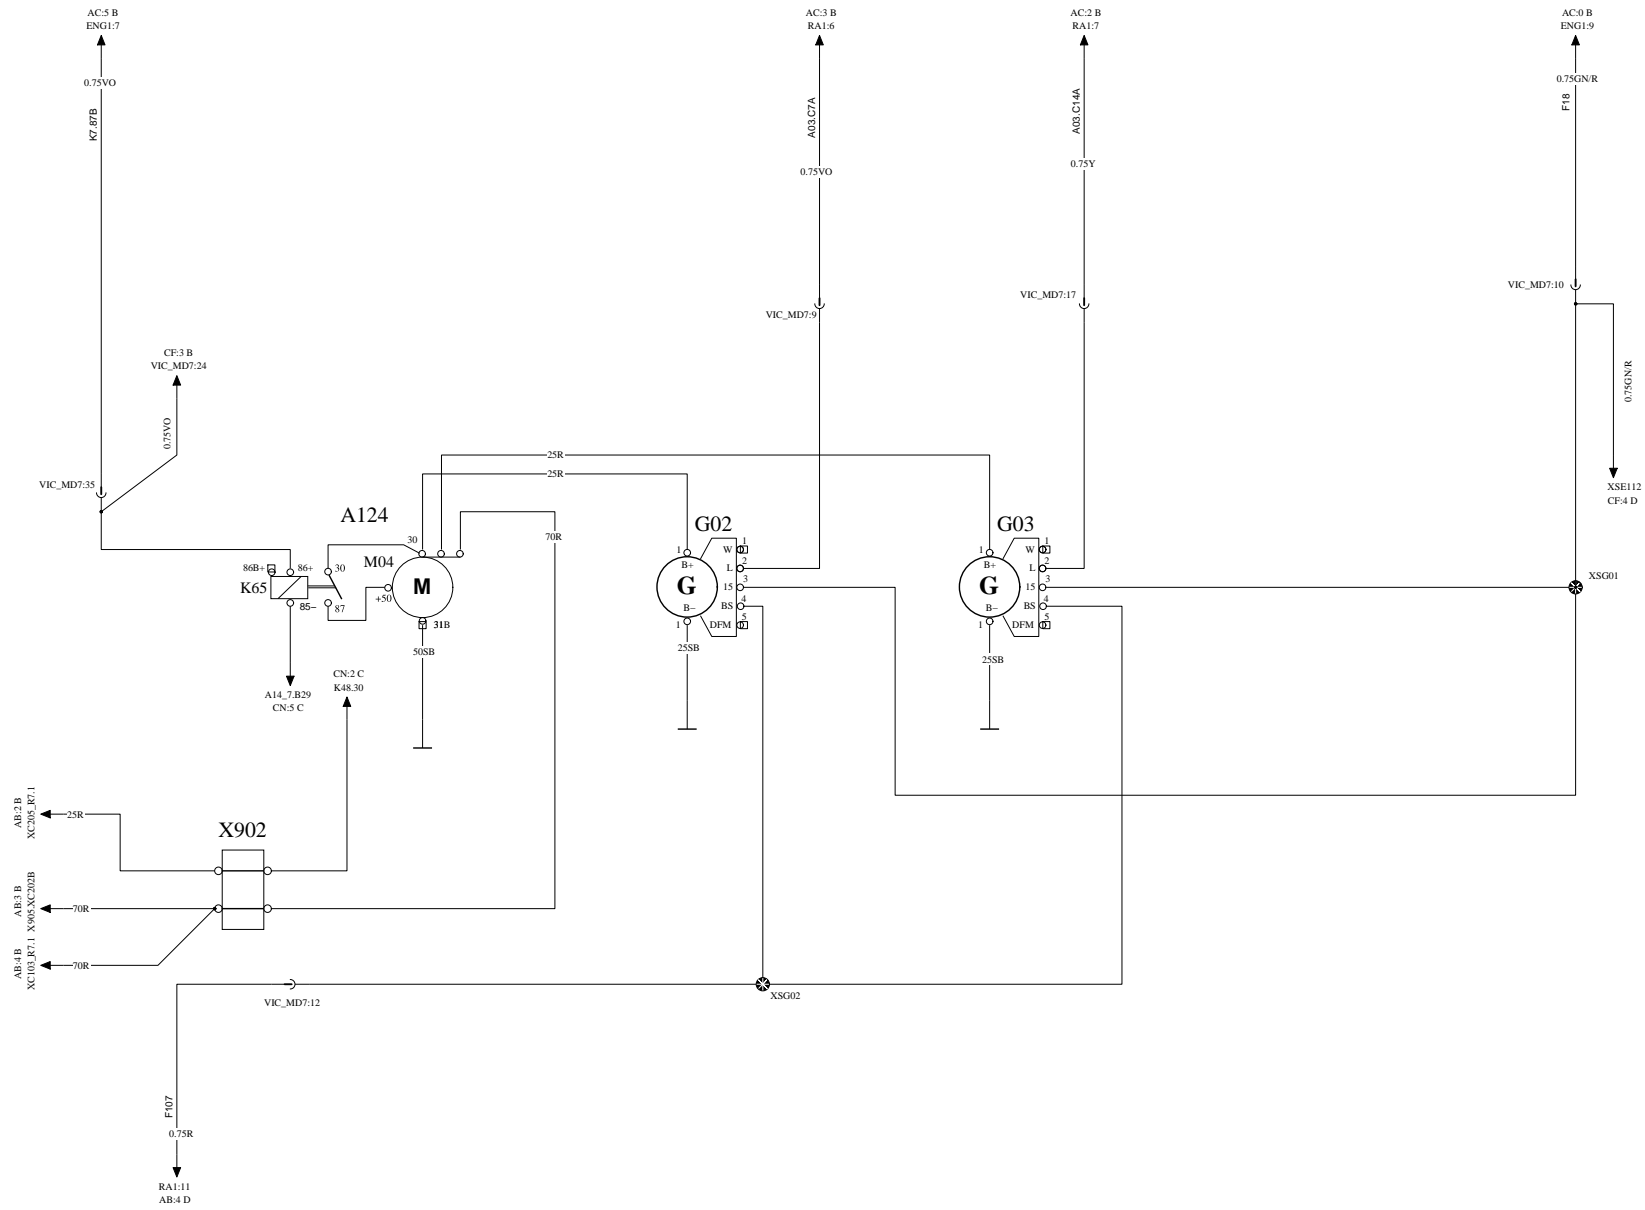 AC:5 B
ENG1:7
AC:3 B
RA1:6
AC:2 B
RA1:7
AC:0 B
ENG1:9
0.75VO
K7.87B
A03.C7A
0.75VO
A03.C14A
0.75Y
0.75GN/R
F18
VIC_MD7:10
VIC_MD7:9
VIC_MD7:17
CF:3 B
VIC_MD7:24
0.75VO
0.75GN/R
VIC_MD7:35
25R
25R
XSE112
CF:4 D
A124
70R
G02
G03
30
M04
M
+50
31B
50SB
86B+
86+
30
K65
85–
87
1
B+
G
B–
1
W
1
L
2
15
3
BS
4
DFM
5
25SB
1
B+
G
B–
1
W
1
L
2
15
3
BS
4
DFM
5
25SB
XSG01
A14_7.B29
CN:5 C
CN:2 C
K48.30
AB:2 B
XC205_R7.1
25R
X902
AB:3 B
X905.XC202B
70R
AB:4 B
XC103_R7.1
70R
VIC_MD7:12
XSG02
F107
0.75R
RA1:11
AB:4 D